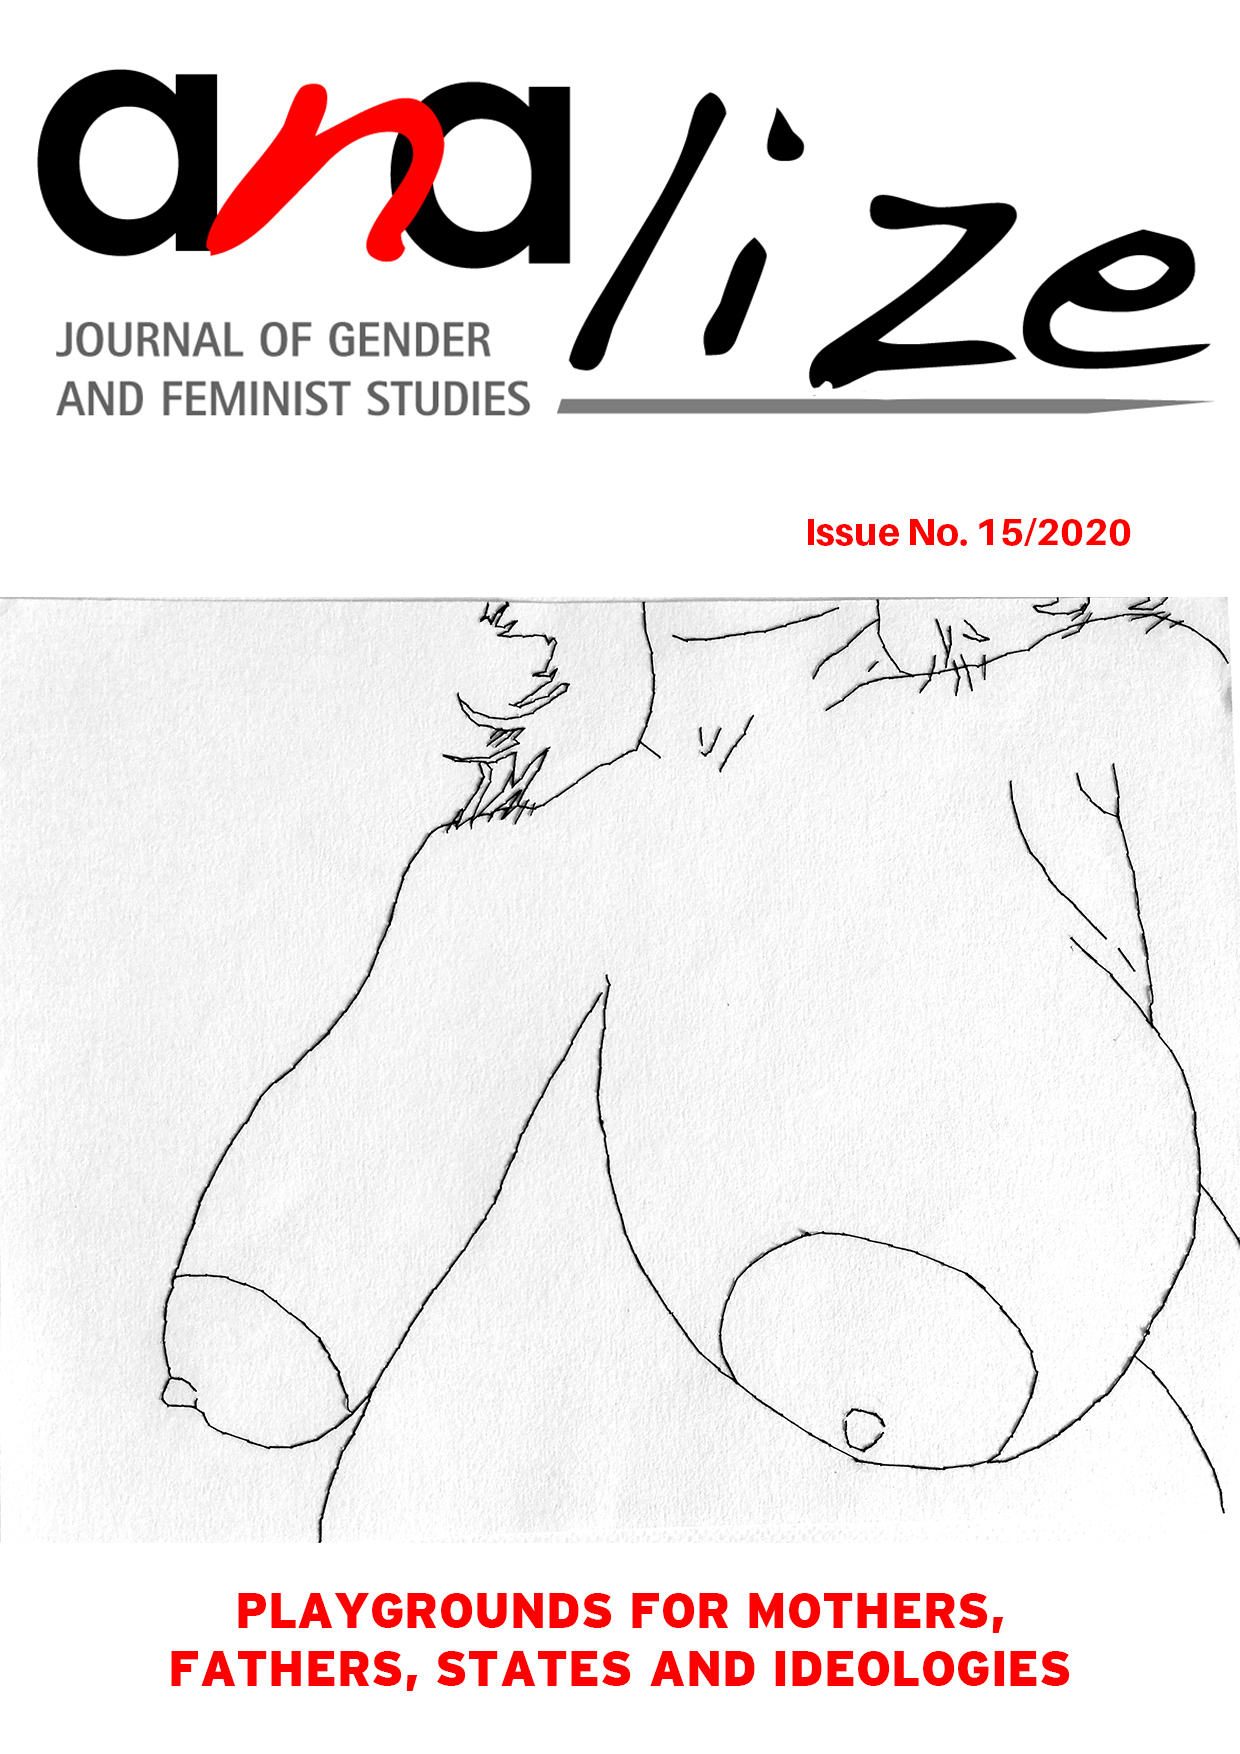 analize
JOURNAL OF GENDER
AND FEMINIST STUDIES
Issue No. 15/2020
PLAYGROUNDS FOR MOTHERS,
FATHERS, STATES AND IDEOLOGIES